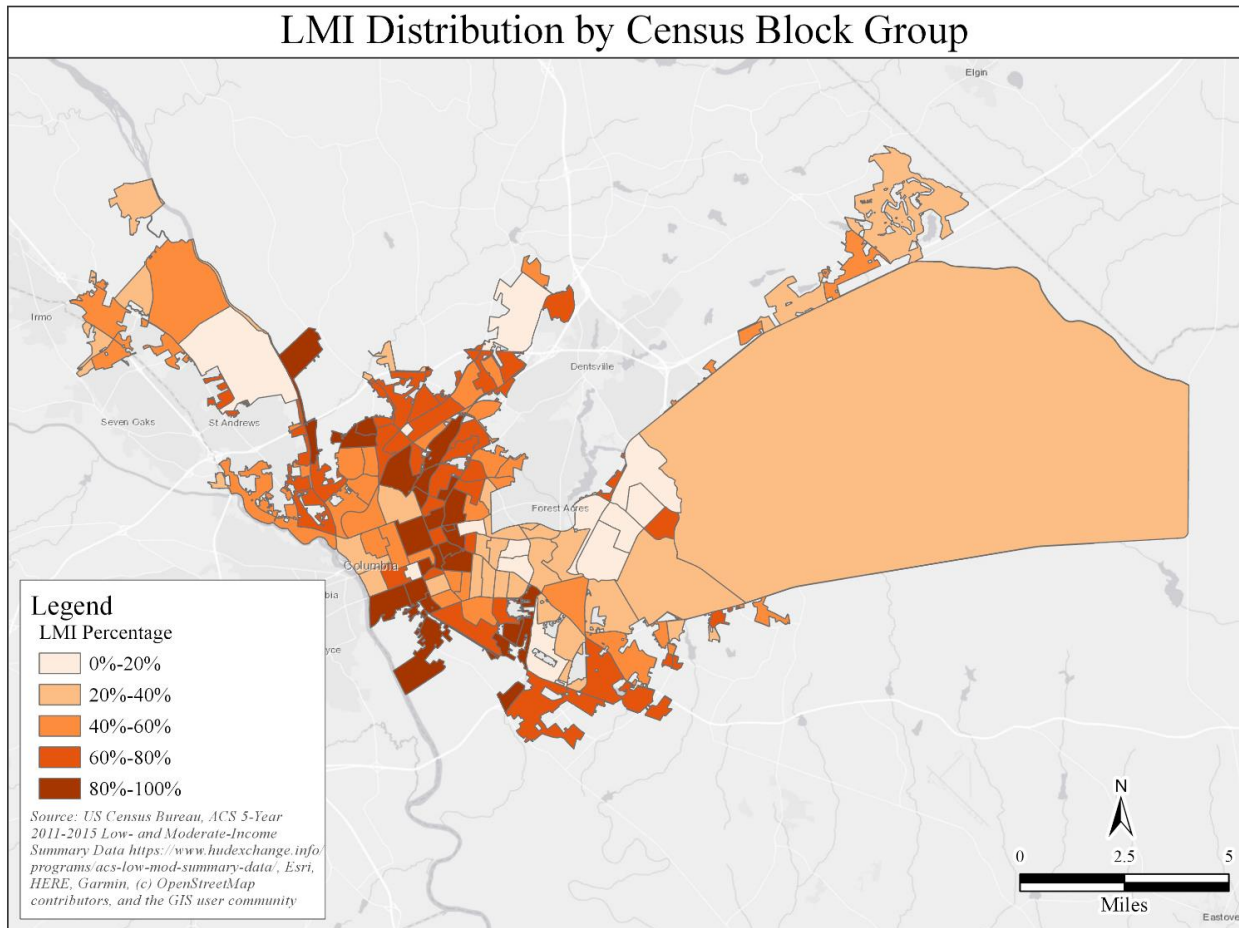 LMI Distribution by Census Block Group
Elgin
Irmo
Dentsville
Seven Oaks
St Andrews
Forest Acres
Columbia
bia
yce
Legend
LMI Percentage
0%-20%
20%-40%
40%-60%
60%-80%
80%-100%
Source: US Census Bureau, ACS 5-Year
2011-2015 Low- and Moderate-Income
Summary Data https://www.hudexchange.info/
programs/acs-low-mod-summary-data/, Esri,
HERE, Garmin, (c) OpenStreetMap
contributors, and the GIS user community
N
0 2.5 5
Miles
Eastove